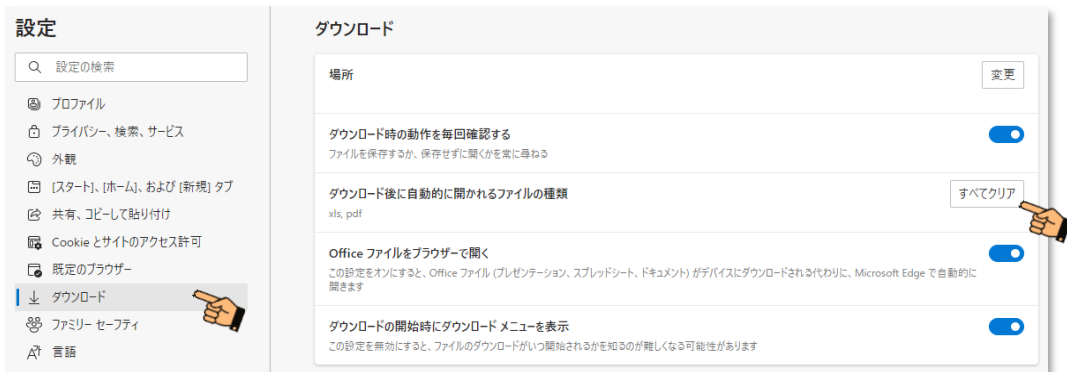 設定
設定の検索
プロファイル
プライバシー、検索、サービス
外観
[スタート]、[ホーム]、および [新規] タブ
共有、コピーして貼り付け
Cookie とサイトのアクセス許可
既定のブラウザー
ダウンロード
ファミリー セーフティ
言語
ダウンロード
場所
変更
ダウンロード時の動作を毎回確認する
ファイルを保存するか、保存せずに開くかを常に尋ねる
ダウンロード後に自動的に開かれるファイルの種類
すべてクリア
xls, pdf
Office ファイルをブラウザーで開く
この設定をオンにすると、Office ファイル (プレゼンテーション、スプレッドシート、ドキュメント) がデバイスにダウンロードされる代わりに、Microsoft Edge で自動的に
開きます
ダウンロードの開始時にダウンロード メニューを表示
この設定を無効にすると、ファイルのダウンロードがいつ開始されるかを知るのが難しくなる可能性があります